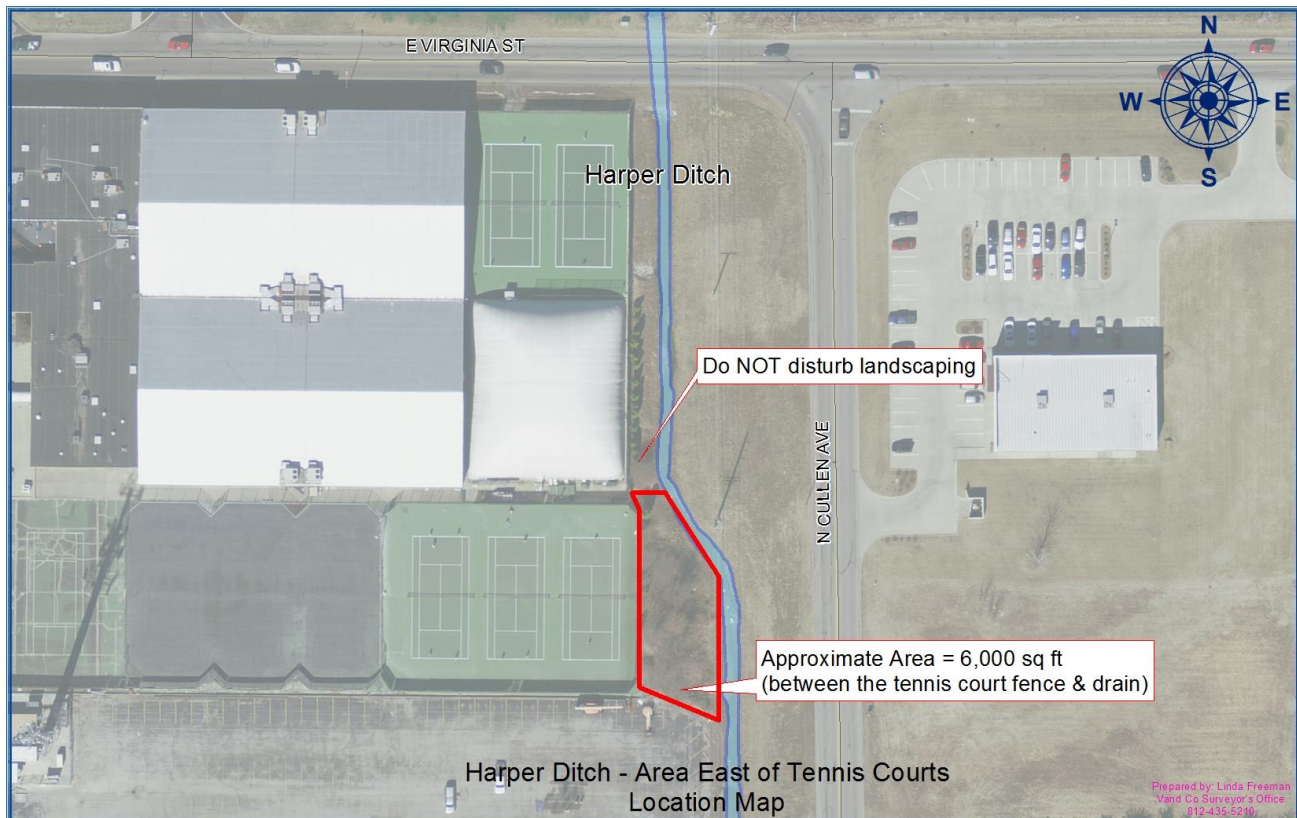 E VIRGINIA ST
N
W
E
S
Harper Ditch
Do NOT disturb landscaping
N CULLEN AVE
Approximate Area = 6,000 sq ft
(between the tennis court fence & drain)
Harper Ditch - Area East of Tennis Courts
Location Map
Prepared by: Linda Freeman
Vand Co Surveyor's Office
812-435-5210